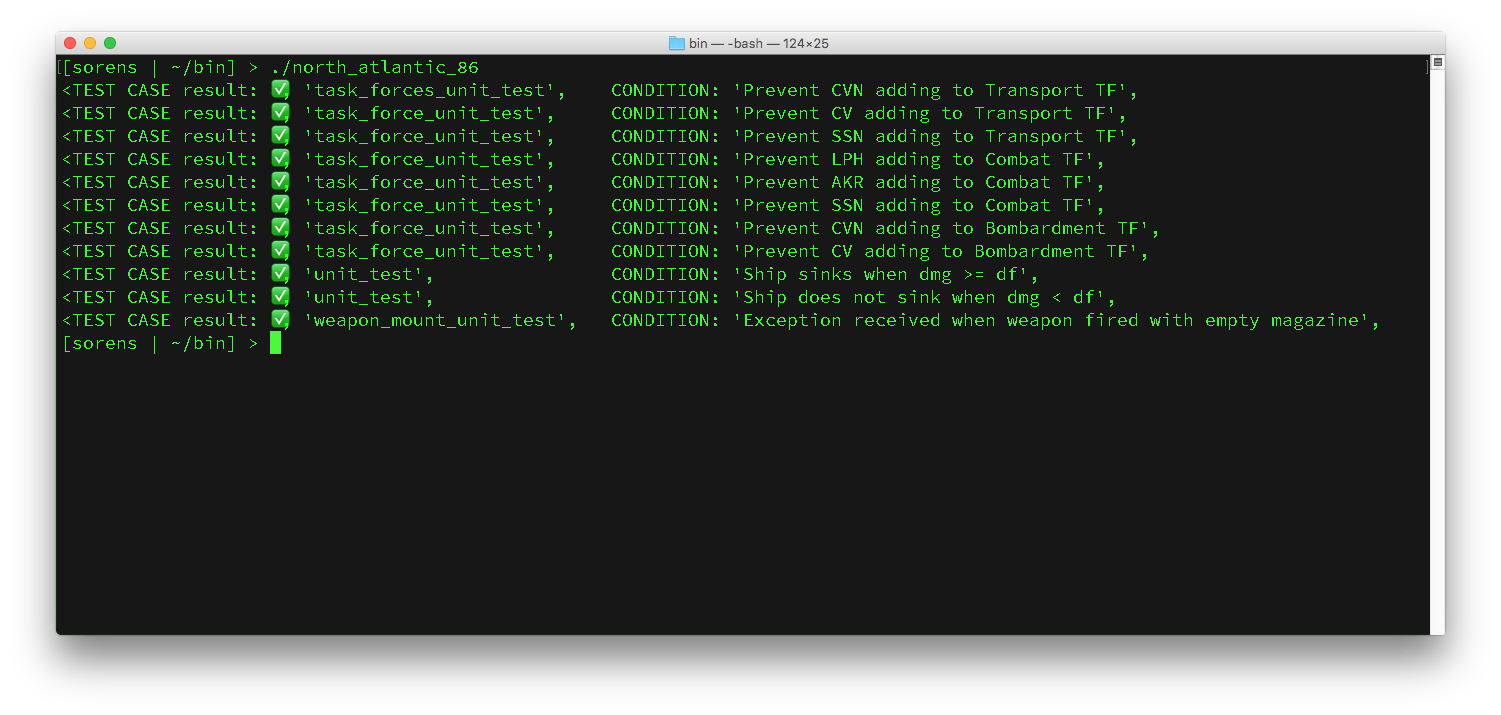 bin — -bash — 124×25
[[sorens | ~/bin] > ./north_atlantic_86 ]
<TEST CASE result: ✅, 'task_forces_unit_test',    CONDITION: 'Prevent CVN adding to Transport TF',
<TEST CASE result: ✅, 'task_force_unit_test',     CONDITION: 'Prevent CV adding to Transport TF',
<TEST CASE result: ✅, 'task_force_unit_test',     CONDITION: 'Prevent SSN adding to Transport TF',
<TEST CASE result: ✅, 'task_force_unit_test',     CONDITION: 'Prevent LPH adding to Combat TF',
<TEST CASE result: ✅, 'task_force_unit_test',     CONDITION: 'Prevent AKR adding to Combat TF',
<TEST CASE result: ✅, 'task_force_unit_test',     CONDITION: 'Prevent SSN adding to Combat TF',
<TEST CASE result: ✅, 'task_force_unit_test',     CONDITION: 'Prevent CVN adding to Bombardment TF',
<TEST CASE result: ✅, 'task_force_unit_test',     CONDITION: 'Prevent CV adding to Bombardment TF',
<TEST CASE result: ✅, 'unit_test',                CONDITION: 'Ship sinks when dmg >= df',
<TEST CASE result: ✅, 'unit_test',                CONDITION: 'Ship does not sink when dmg < df',
<TEST CASE result: ✅, 'weapon_mount_unit_test',   CONDITION: 'Exception received when weapon fired with empty magazine',
[sorens | ~/bin] >